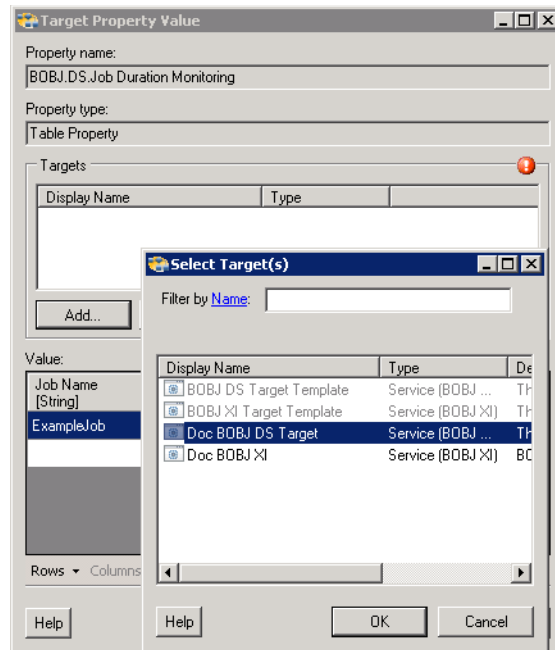 Target Property Value
Property name:
BOBJ.DS.Job Duration Monitoring
Property type:
Table Property
Targets
Display Name Type
Add...
Value:
Job Name
[String]
ExampleJob
Rows Columns
Help
Select Target(s)
Filter by Name:
Display Name Type De
BOBJ DS Target Template Service (BOBJ ... Th
BOBJ XI Target Template Service (BOBJ XI) Th
Doc BOBJ DS Target Service (BOBJ ... Th
Doc BOBJ XI Service (BOBJ XI) BO
Help OK Cancel